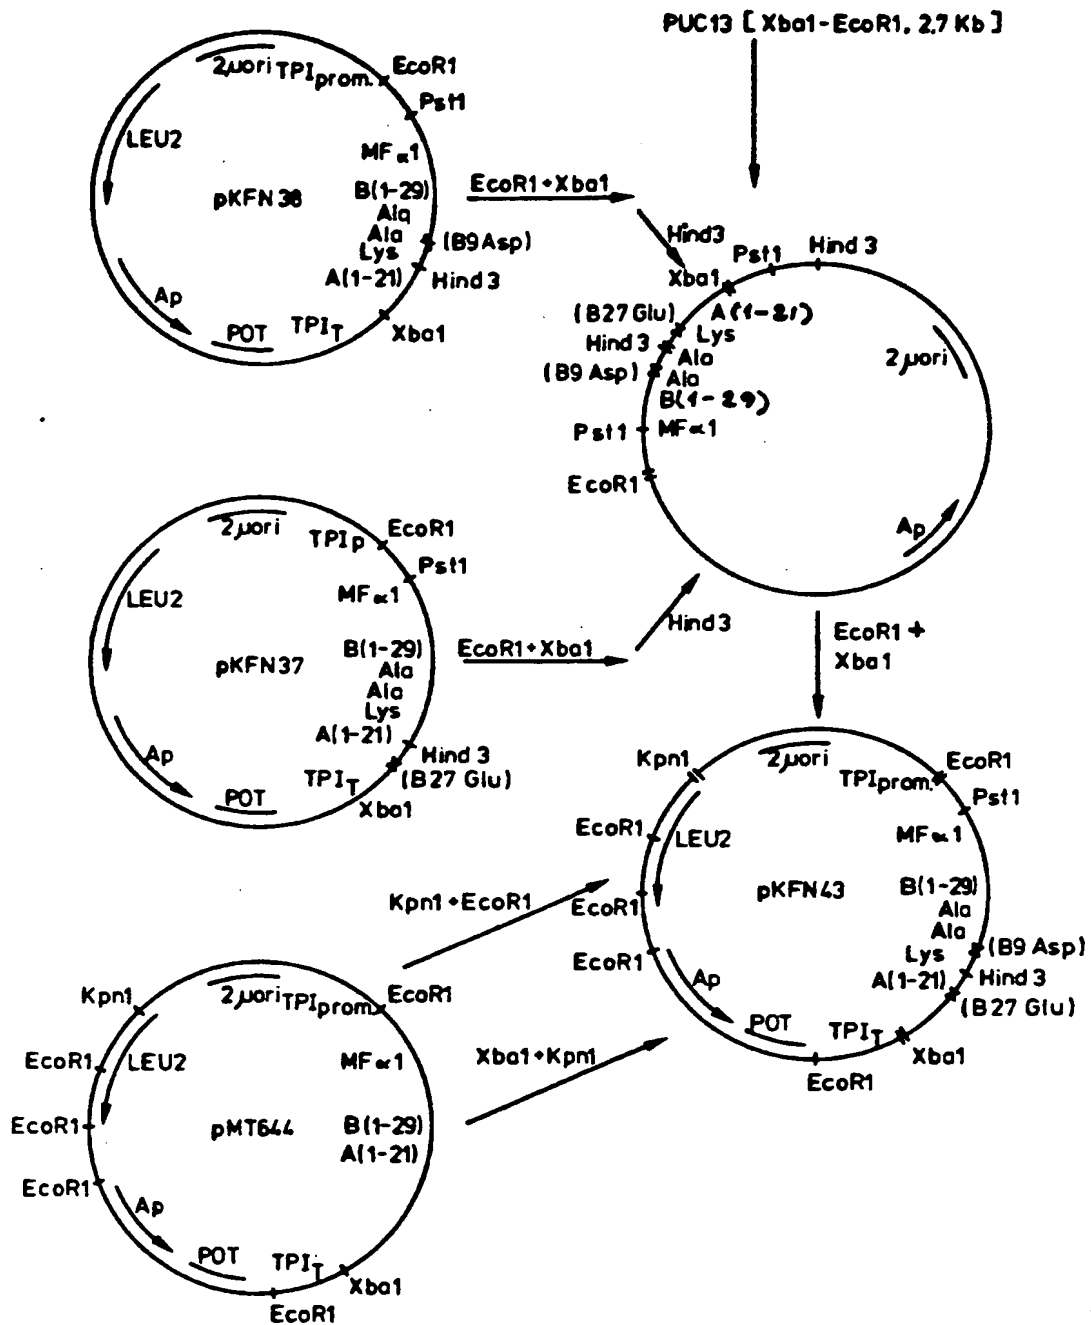 PUC13 [ Xba1-EcoR1, 2,7 Kb ]
2μori
TPIprom.
EcoR1
Pst1
LEU2
MFα1
pKFN38
B(1-29)
Ala
Ala
Lys
A(1-21)
(B9 Asp)
Hind 3
Ap
POT
TPIT
Xba1
EcoR1+Xba1
Hind3
Xba1
Pst1
Hind 3
(B27 Glu)
A(1-21)
Hind 3
Lys
(B9 Asp)
Ala
Ala
B(1-29)
2μori
Pst1
MFα1
EcoR1
Ap
2μori
TPIp
EcoR1
Pst1
LEU2
MFα1
pKFN37
B(1-29)
Ala
Ala
Lys
A(1-21)
Hind 3
(B27 Glu)
Ap
POT
TPIT
Xba1
EcoR1+Xba1
Hind3
EcoR1 +
Xba1
Kpn1
2μori
TPIprom.
EcoR1
Pst1
EcoR1
LEU2
MFα1
pKFN43
EcoR1
B(1-29)
Ala
Ala
Lys
(B9 Asp)
EcoR1
A(1-21)
Hind 3
(B27 Glu)
Ap
POT
TPIT
Xba1
EcoR1
Kpn1+EcoR1
Xba1+Kpn1
Kpn1
2μori
TPIprom.
EcoR1
EcoR1
LEU2
MFα1
EcoR1
pMT644
B(1-29)
A(1-21)
EcoR1
Ap
POT
TPIT
Xba1
EcoR1